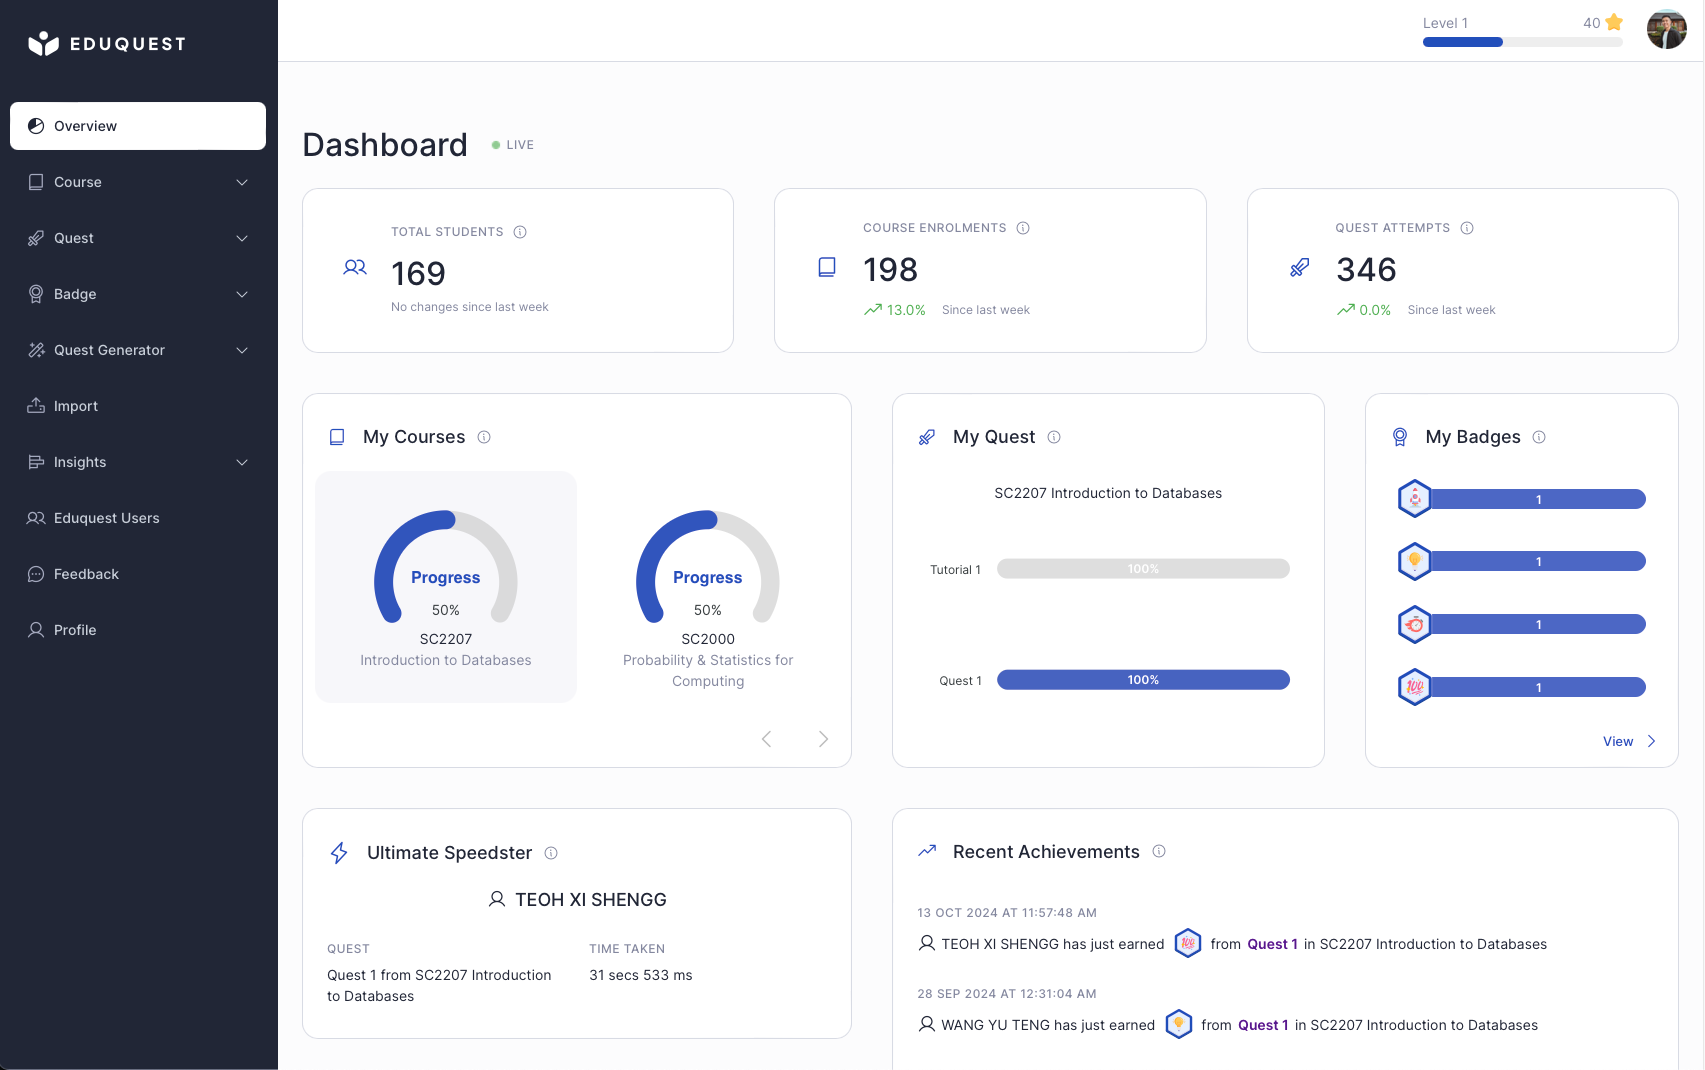 EDUQUEST
Level 1
40
Overview
Course
Quest
Badge
Quest Generator
Import
Insights
Eduquest Users
Feedback
Profile
Dashboard
LIVE
TOTAL STUDENTS
169
No changes since last week
COURSE ENROLMENTS
198
13.0% Since last week
QUEST ATTEMPTS
346
0.0% Since last week
My Courses
Progress
50%
SC2207
Introduction to Databases
Progress
50%
SC2000
Probability & Statistics for
Computing
My Quest
SC2207 Introduction to Databases
Tutorial 1 100%
Quest 1 100%
My Badges
1
1
1
100 1
View
Ultimate Speedster
TEOH XI SHENGG
QUEST
Quest 1 from SC2207 Introduction
to Databases
TIME TAKEN
31 secs 533 ms
Recent Achievements
13 OCT 2024 AT 11:57:48 AM
TEOH XI SHENGG has just earned 100 from Quest 1 in SC2207 Introduction to Databases
28 SEP 2024 AT 12:31:04 AM
WANG YU TENG has just earned from Quest 1 in SC2207 Introduction to Databases